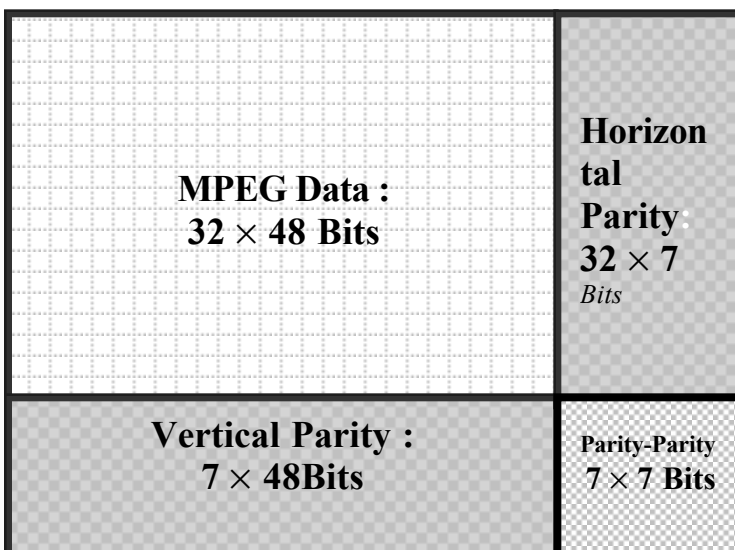 MPEG Data :
32 × 48 Bits
Horizon
tal
Parity:
32 × 7
Bits
Vertical Parity :
7 × 48Bits
Parity-Parity
7 × 7 Bits